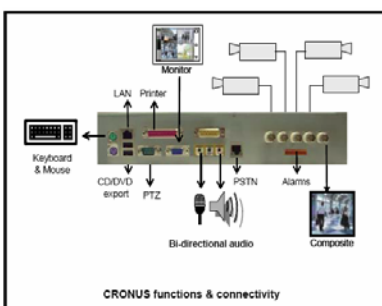 Monitor
LAN Printer
Keyboard
& Mouse
CD/DVD
export
PTZ
PSTN
Alarms
Bi-directional audio
Composite
CRONUS functions & connectivity